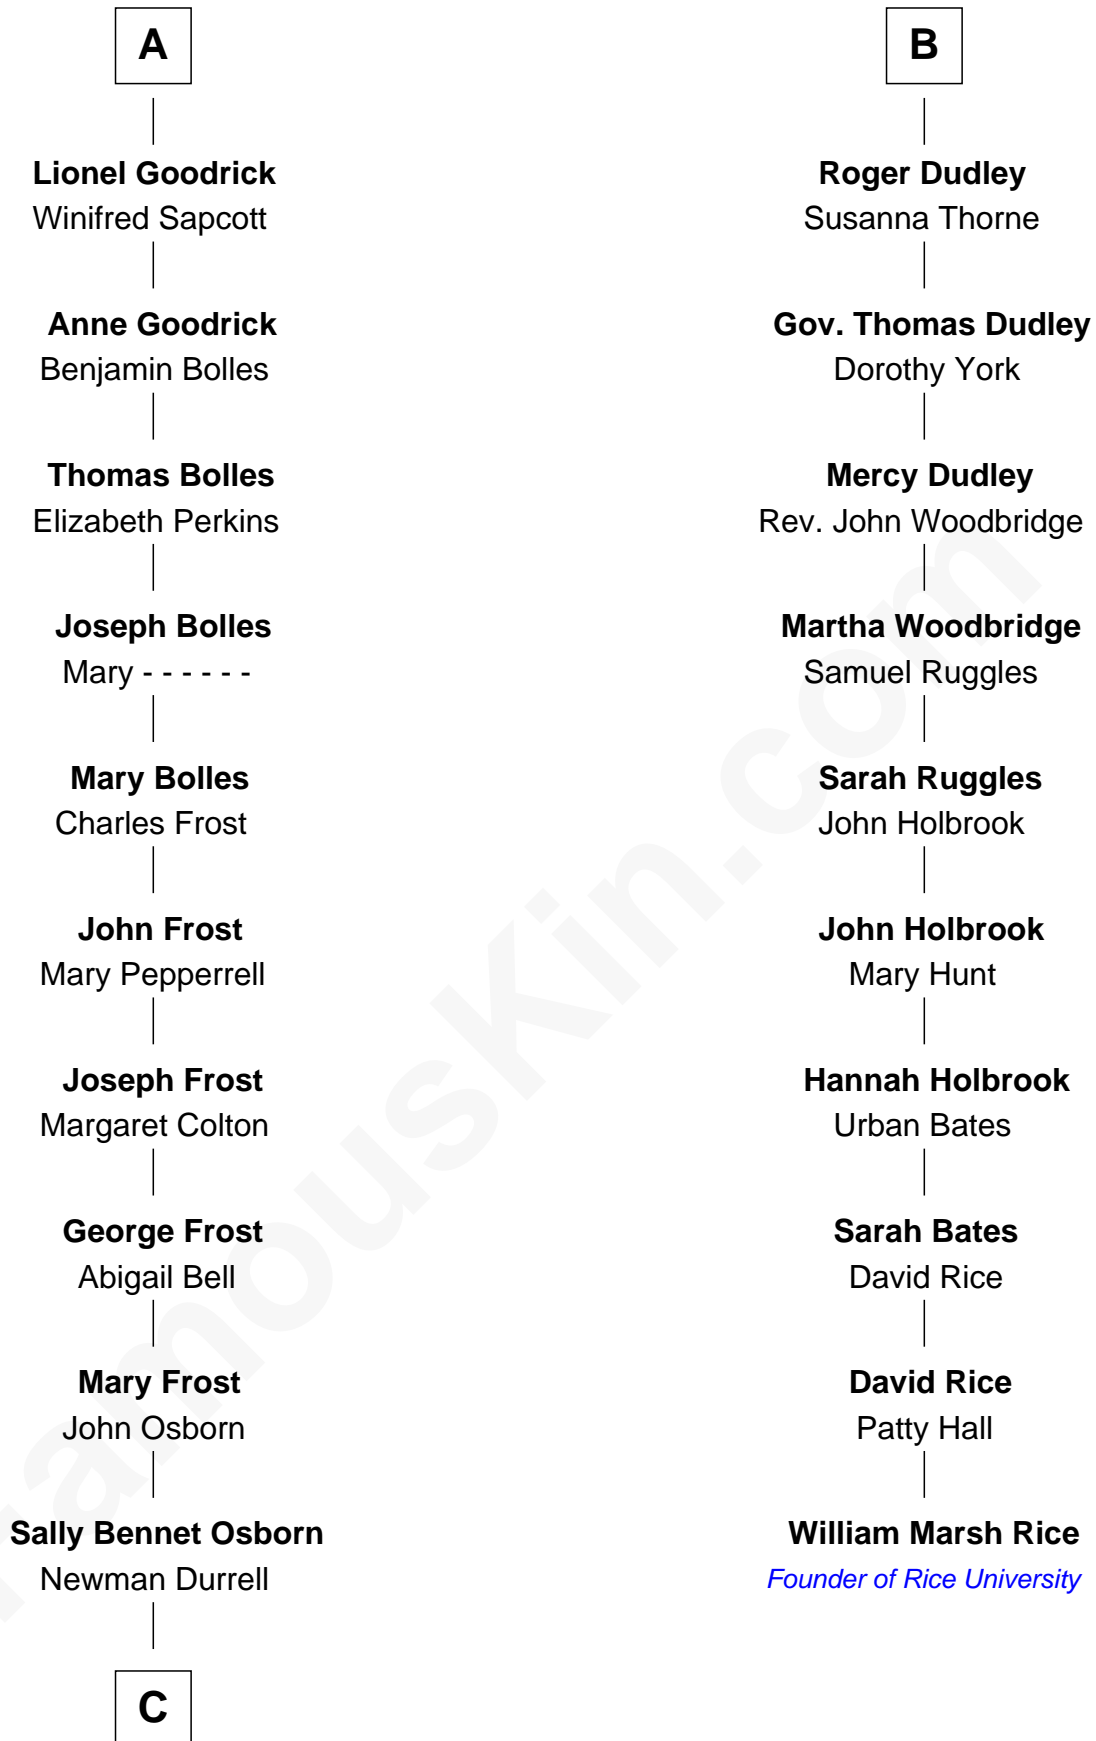 A
Lionel Goodrick
Winifred Sapcott
Anne Goodrick
Benjamin Bolles
Thomas Bolles
Elizabeth Perkins
Joseph Bolles
Mary - - - - - -
Mary Bolles
Charles Frost
John Frost
Mary Pepperrell
Joseph Frost
Margaret Colton
George Frost
Abigail Bell
Mary Frost
John Osborn
Sally Bennet Osborn
Newman Durrell
C
B
Roger Dudley
Susanna Thorne
Gov. Thomas Dudley
Dorothy York
Mercy Dudley
Rev. John Woodbridge
Martha Woodbridge
Samuel Ruggles
Sarah Ruggles
John Holbrook
John Holbrook
Mary Hunt
Hannah Holbrook
Urban Bates
Sarah Bates
David Rice
David Rice
Patty Hall
William Marsh Rice
Founder of Rice University
FamousKin.com